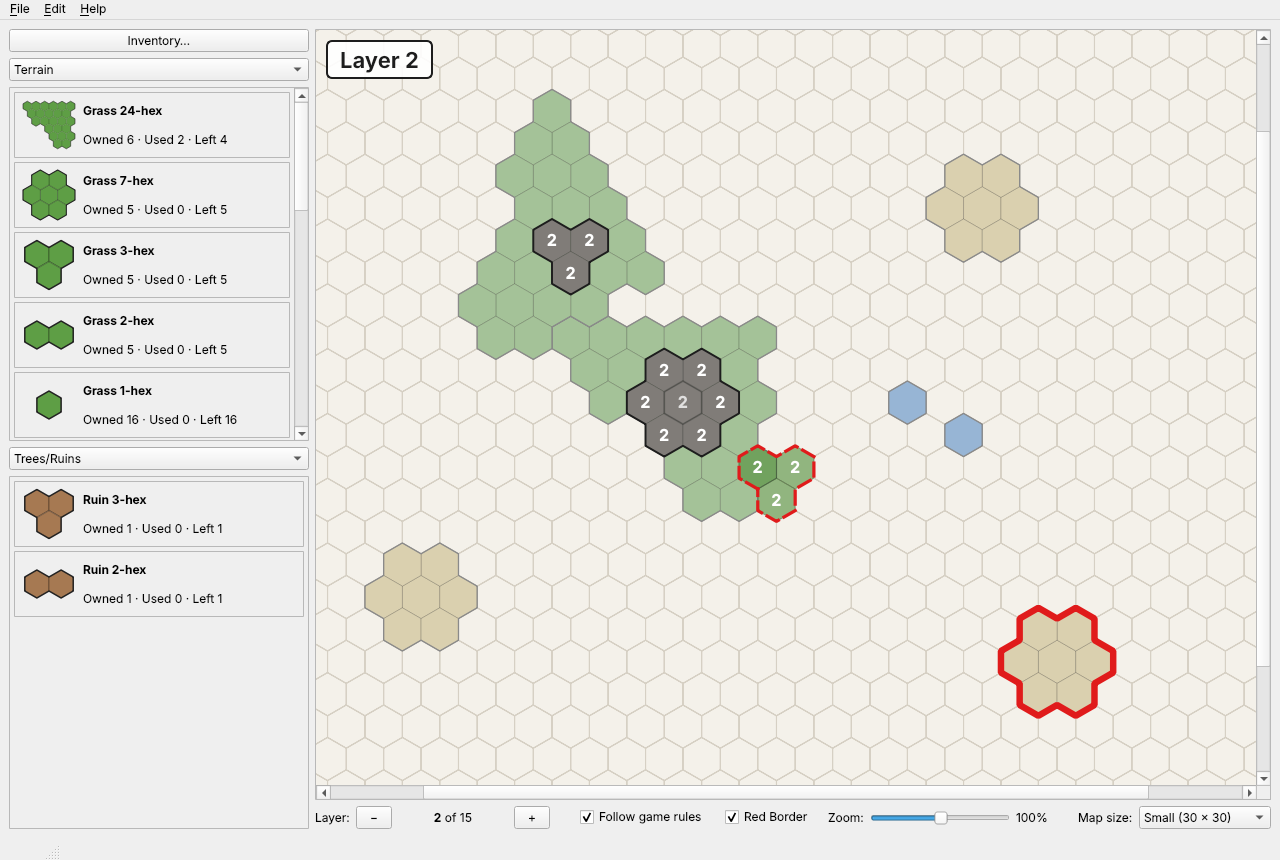 File Edit Help
Inventory...
Terrain
Grass 24-hex
Owned 6 · Used 2 · Left 4
Grass 7-hex
Owned 5 · Used 0 · Left 5
Grass 3-hex
Owned 5 · Used 0 · Left 5
Grass 2-hex
Owned 5 · Used 0 · Left 5
Grass 1-hex
Owned 16 · Used 0 · Left 16
Trees/Ruins
Ruin 3-hex
Owned 1 · Used 0 · Left 1
Ruin 2-hex
Owned 1 · Used 0 · Left 1
Layer 2
2 2
2
2 2
2 2 2
2 2
2 2
2
Layer: − 2 of 15 + Follow game rules Red Border Zoom: 100% Map size: Small (30 × 30)